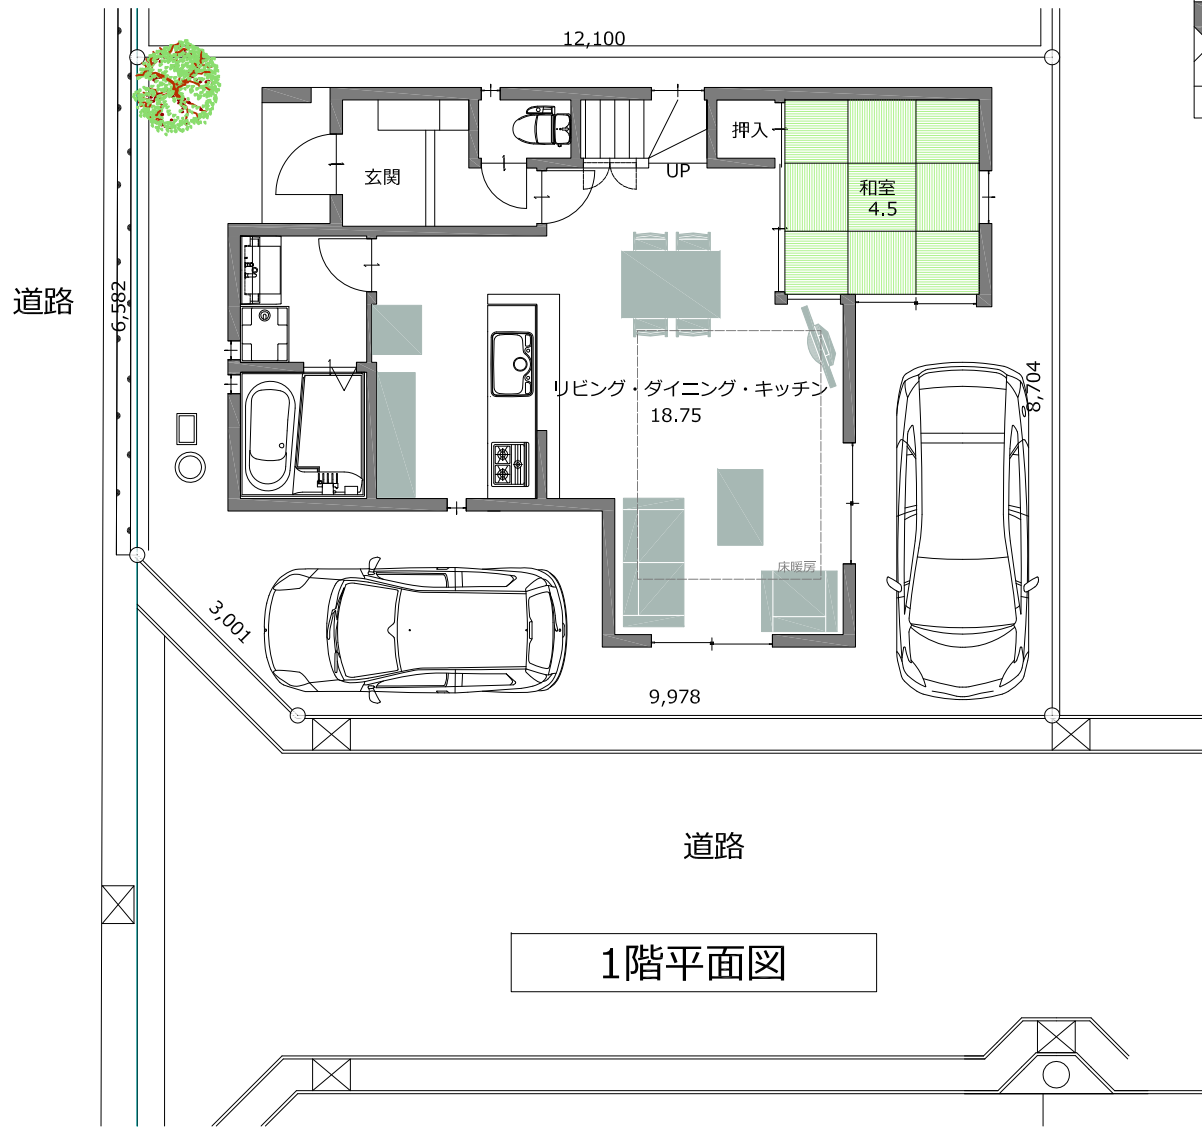 12,100
押入
玄関
UP
和室
4.5
道路
6,582
8,704
リビング・ダイニング・キッチン
18.75
床暖房
3,001
9,978
道路
1階平面図